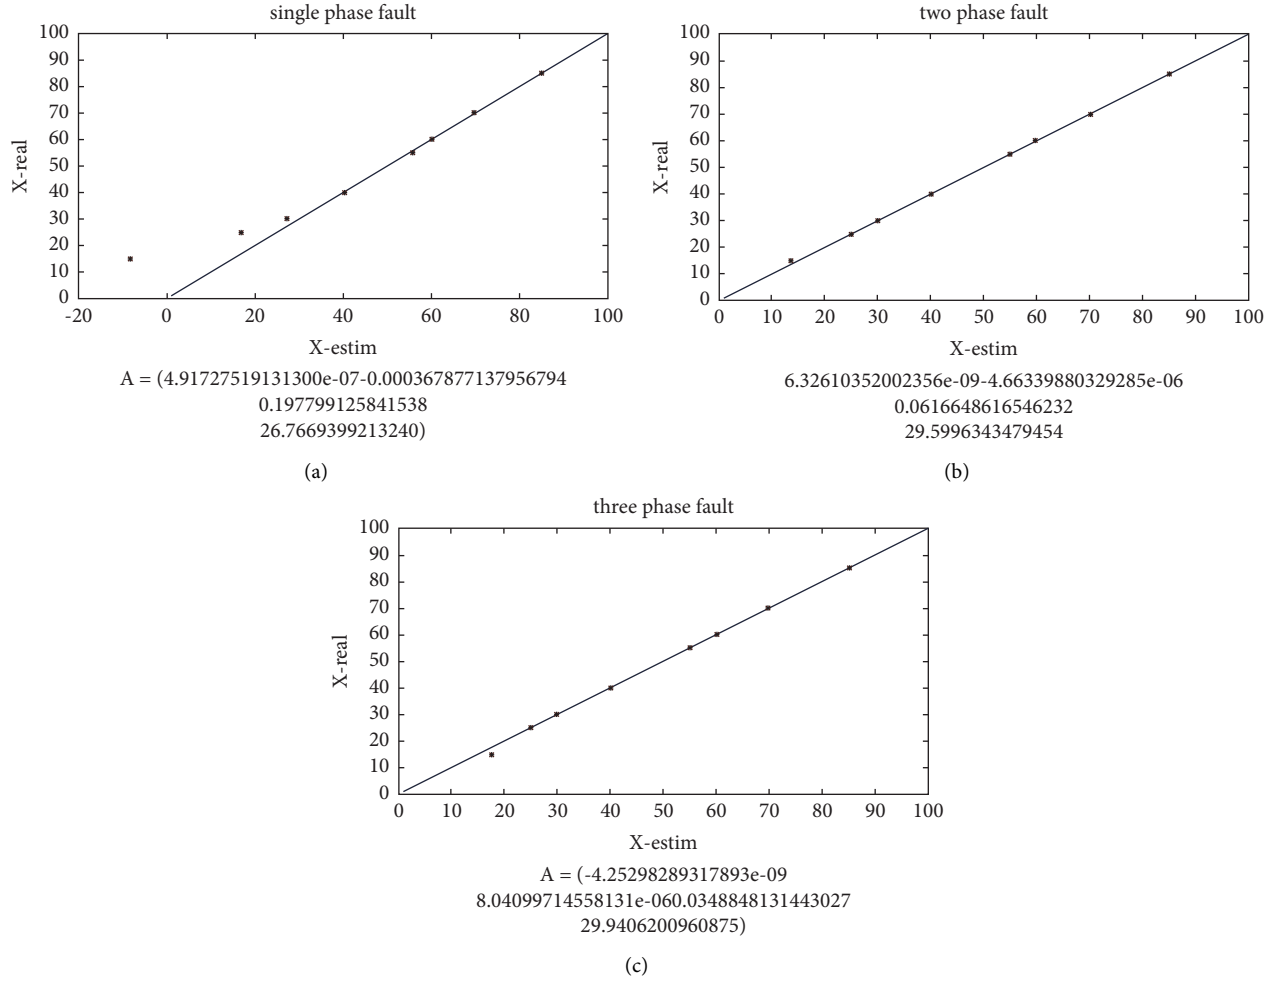 single phase fault
100
90
80
70
60
50
40
30
20
10
0
X-real
-20 0 20 40 60 80 100
X-estim
A = (4.91727519131300e-07-0.000367877137956794
0.197799125841538
26.7669399213240)
(a)
two phase fault
100
90
80
70
60
50
40
30
20
10
0
X-real
0 10 20 30 40 50 60 70 80 90 100
X-estim
6.32610352002356e-09-4.66339880329285e-06
0.0616648616546232
29.5996343479454
(b)
three phase fault
100
90
80
70
60
50
40
30
20
10
0
X-real
0 10 20 30 40 50 60 70 80 90 100
X-estim
A = (-4.25298289317893e-09
8.04099714558131e-060.0348848131443027
29.9406200960875)
(c)